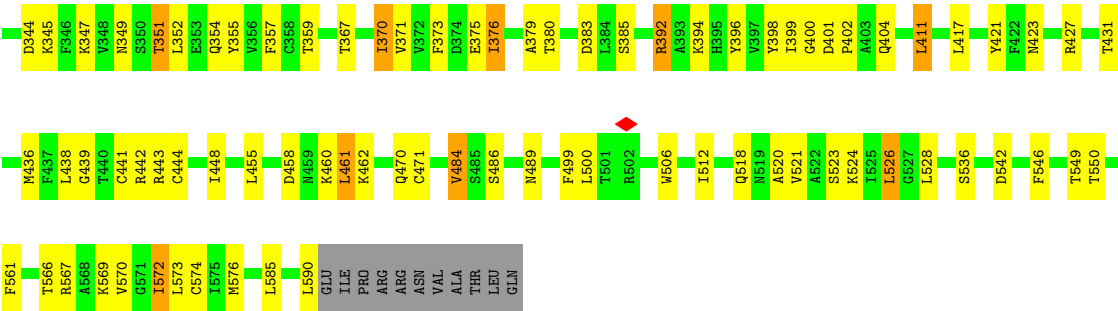 D344 K345 F346 K347 V348 N349 S350 T351 L352 E353 Q354 Y355 V356 F357 C358 T359 T367 I370 V371 V372 F373 D374 E375 I376 A379 T380 D383 L384 S385 R392 A393 K394 H395 Y396 V397 Y398 I399 G400 D401 P402 A403 Q404 L411 L417 Y421 F422 N423 R427 T431
M436 F437 L438 G439 T440 C441 R442 R443 C444 I448 L455 D458 N459 K460 L461 K462 Q470 C471 V484 S485 S486 N489 F499 L500 T501 R502 W506 I512 Q518 N519 A520 V521 A522 S523 K524 I525 L526 G527 L528 S536 D542 F546 T549 T550
F561 T566 R567 A568 K569 V570 G571 I572 L573 C574 I575 M576 L585 L590 GLU ILE PRO ARG ARG ASN VAL ALA THR LEU GLN